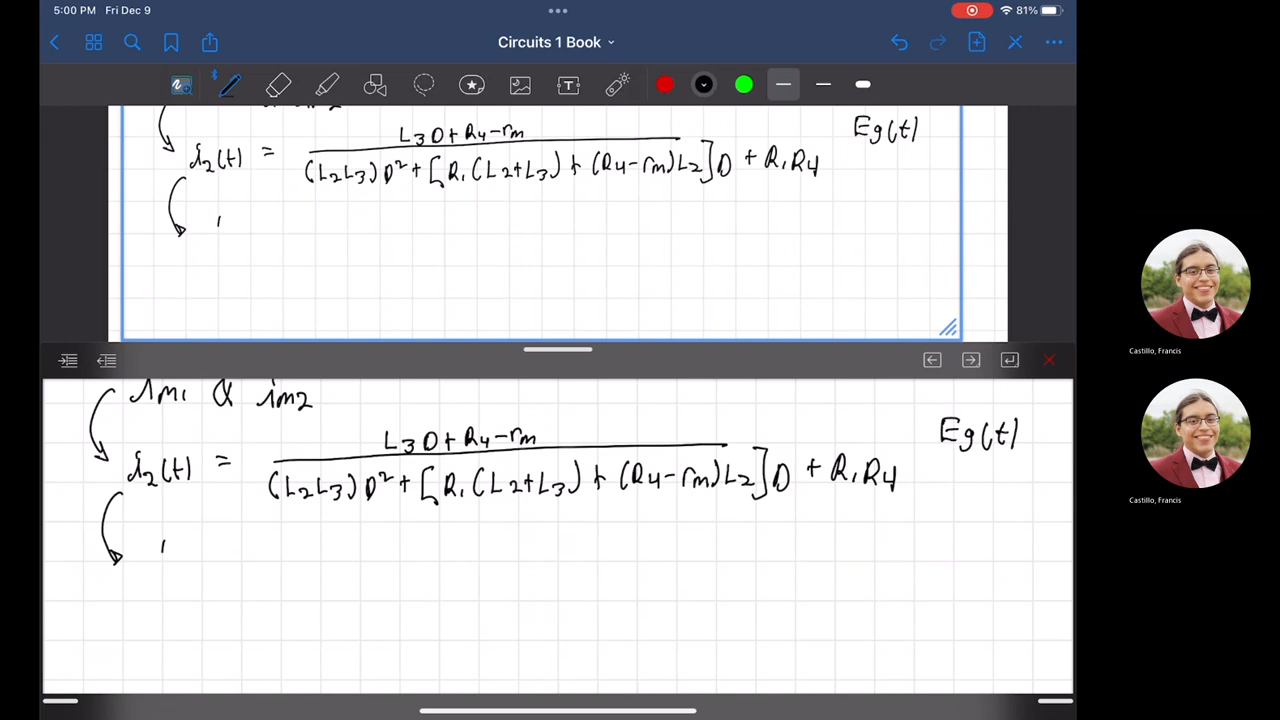 5:00 PM Fri Dec 9
81%
Circuits 1 Book
L3D+R4-rm
i2(t) = Eg(t)
(L2L3)D²+[R1(L2+L3)+(R4-rm)L2]D+R1R4
im1 & im2
L3D+R4-rm
i2(t) = Eg(t)
(L2L3)D²+[R1(L2+L3)+(R4-rm)L2]D+R1R4
Castillo, Francis
Castillo, Francis